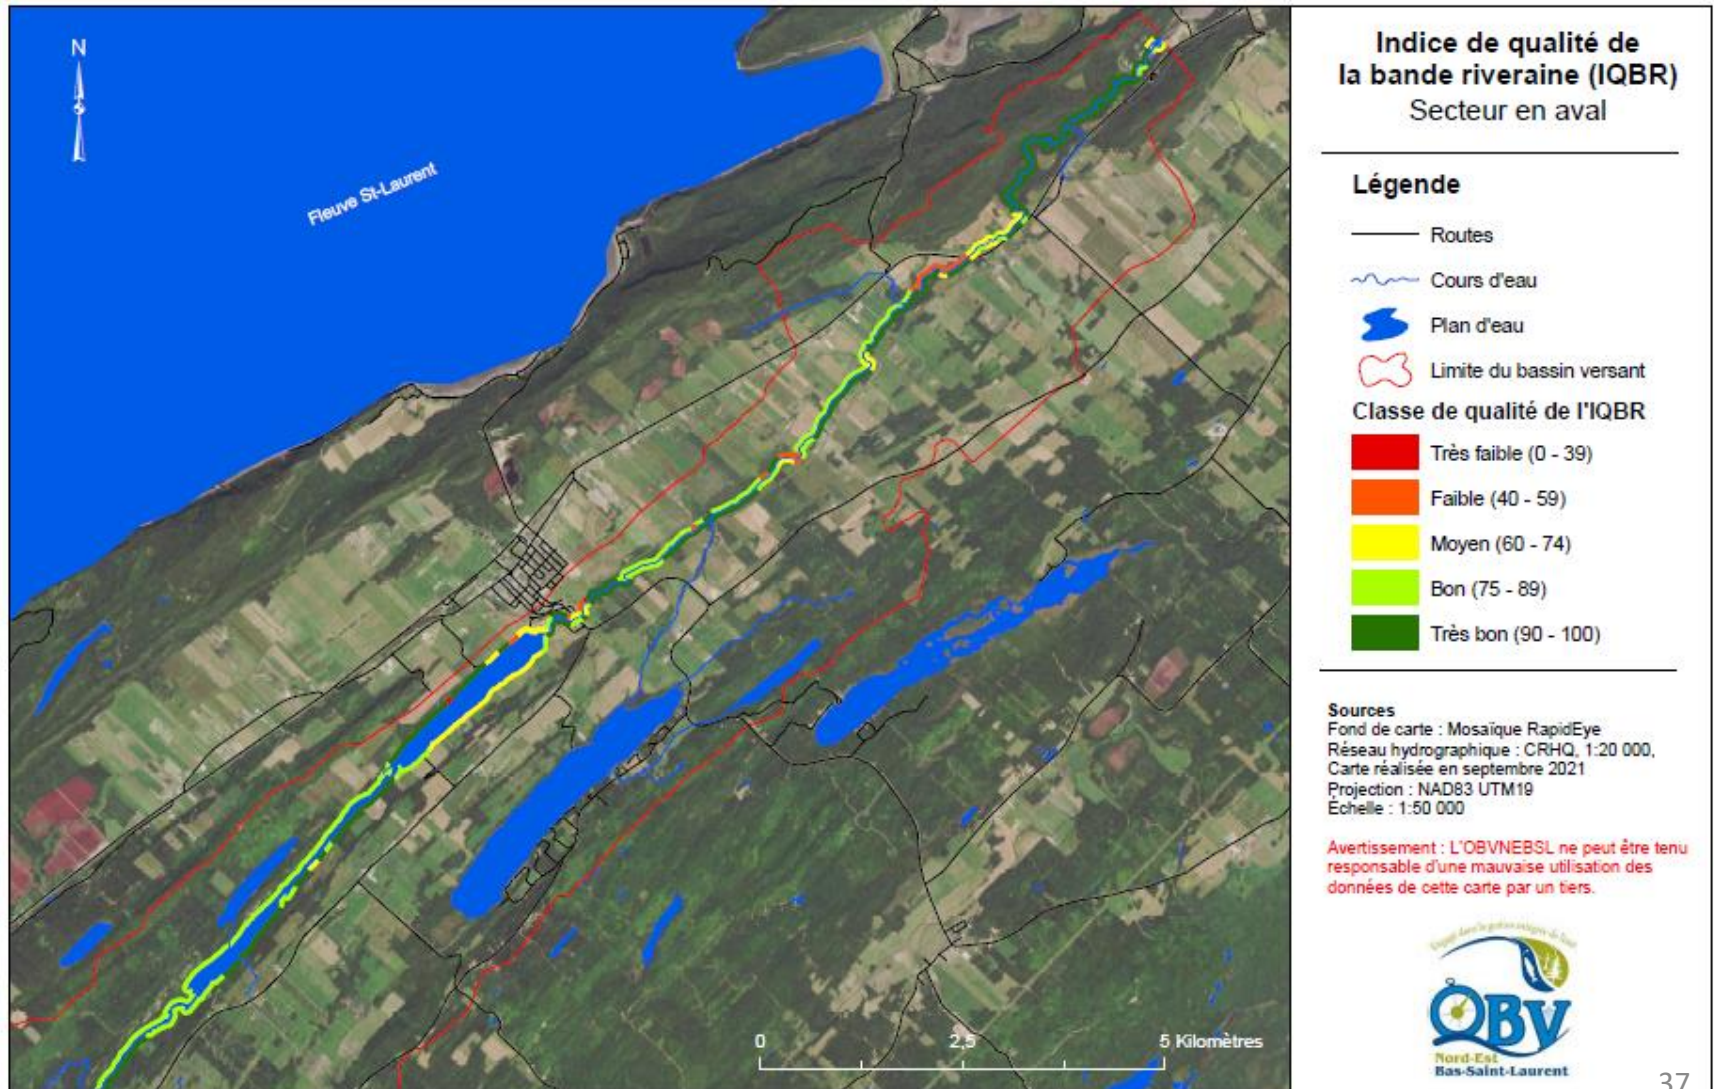 N
Fleuve St-Laurent
0 2,5 5 Kilomètres
Indice de qualité de
la bande riveraine (IQBR)
Secteur en aval
Légende
Routes
Cours d'eau
Plan d'eau
Limite du bassin versant
Classe de qualité de l'IQBR
Très faible (0 - 39)
Faible (40 - 59)
Moyen (60 - 74)
Bon (75 - 89)
Très bon (90 - 100)
Sources
Fond de carte : Mosaïque RapidEye
Réseau hydrographique : CRHQ, 1:20 000,
Carte réalisée en septembre 2021
Projection : NAD83 UTM19
Échelle : 1:50 000
Avertissement : L'OBVNEBSL ne peut être tenu
responsable d'une mauvaise utilisation des
données de cette carte par un tiers.
OBV
Nord-Est
Bas-Saint-Laurent
37